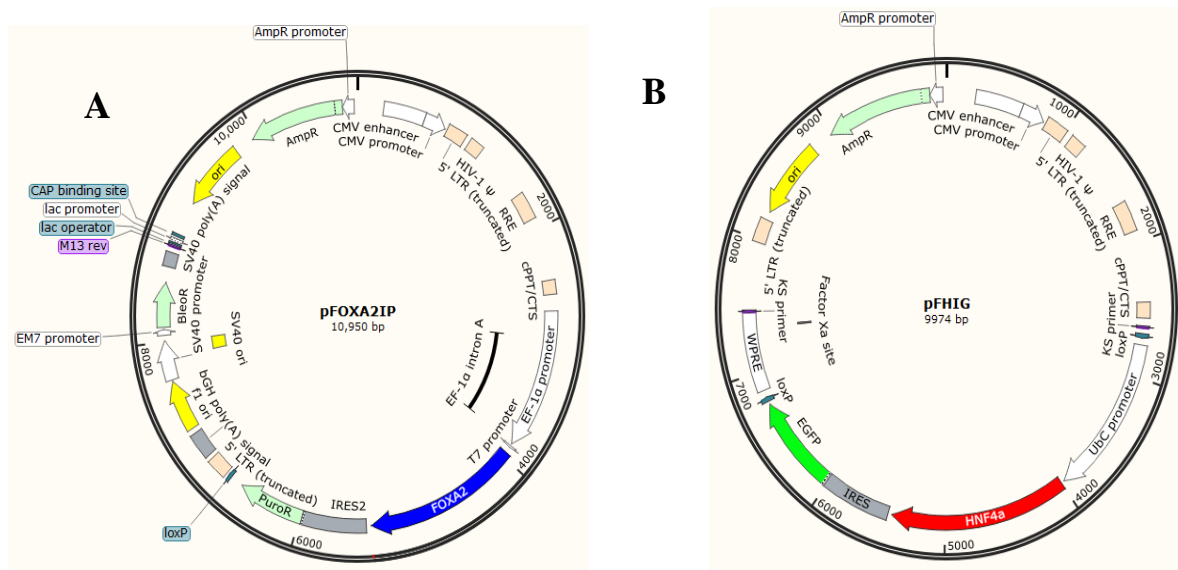 A
AmpR promoter
10,000
AmpR
CMV enhancer
CMV promoter
5' LTR (truncated)
HIV-1 Ψ
RRE
2000
cPPT/CTS
ori
CAP binding site
lac promoter
lac operator
M13 rev
SV40 poly(A) signal
BleoR
SV40 promoter
EM7 promoter
SV40 ori
8000
pFOXA2IP
10,950 bp
EF-1α intron A
EF-1α promoter
T7 promoter
4000
bGH poly(A) signal
f1 ori
5' LTR (truncated)
PuroR
IRES2
FOXA2
loxP
6000
B
AmpR promoter
9000
AmpR
CMV enhancer
CMV promoter
1000
5' LTR (truncated)
HIV-1 Ψ
RRE
2000
ori
8000
5' LTR (truncated)
KS primer
Factor Xa site
pFHIG
9974 bp
cPPT/CTS
KS primer
loxP
3000
WPRE
7000
loxP
UbC promoter
EGFP
4000
6000
IRES
HNF4a
5000